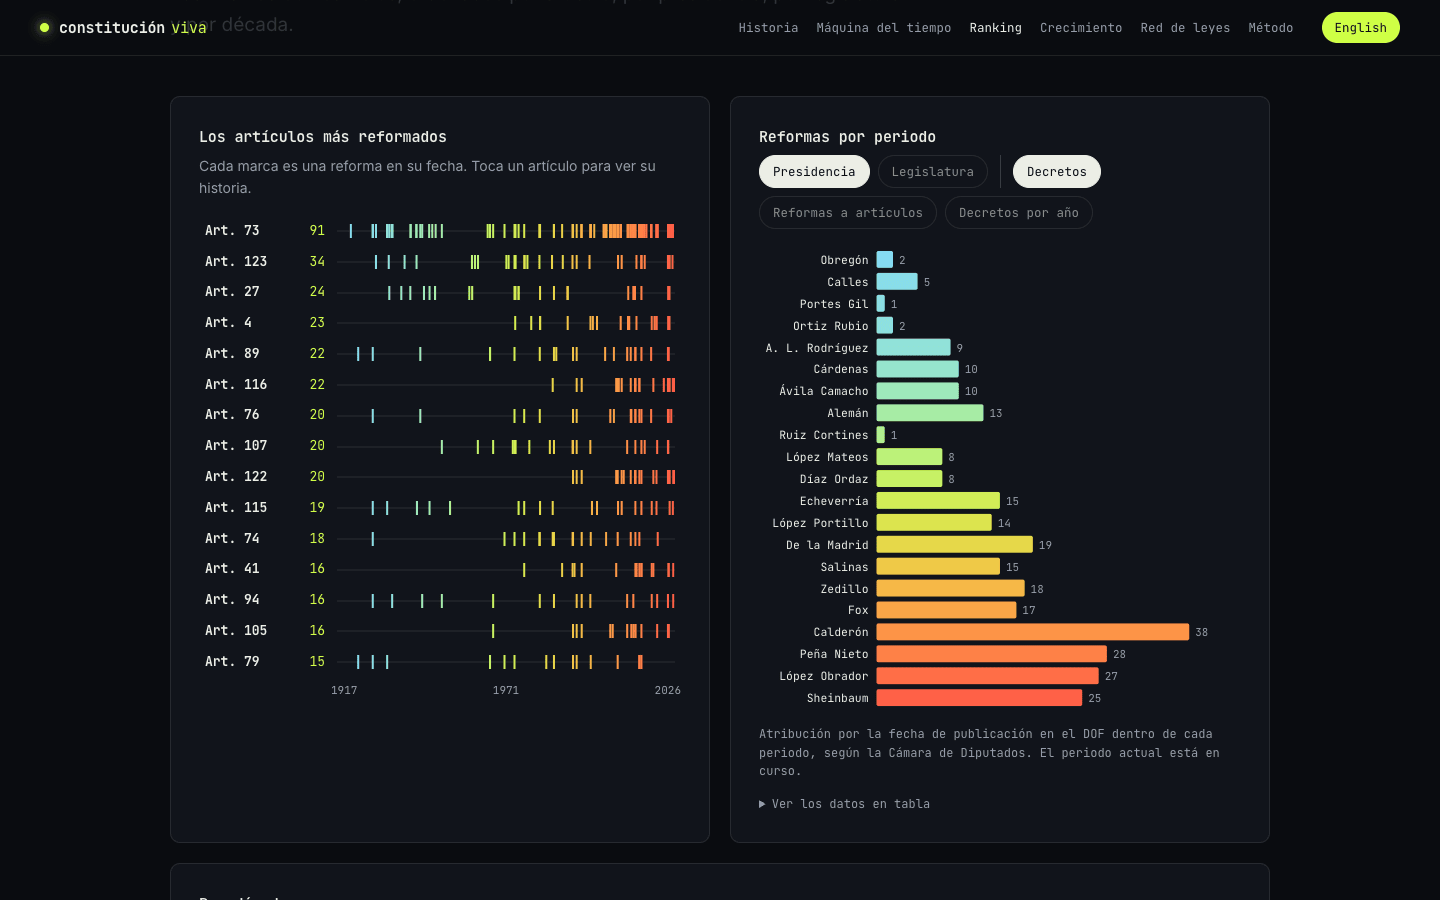 y por década.
constitución viva
Historia
Máquina del tiempo
Ranking
Crecimiento
Red de leyes
Método
English
Los artículos más reformados
Cada marca es una reforma en su fecha. Toca un artículo para ver su
historia.
Art. 73 91
Art. 123 34
Art. 27 24
Art. 4 23
Art. 89 22
Art. 116 22
Art. 76 20
Art. 107 20
Art. 122 20
Art. 115 19
Art. 74 18
Art. 41 16
Art. 94 16
Art. 105 16
Art. 79 15
1917 1971 2026
Reformas por periodo
Presidencia
Legislatura
Decretos
Reformas a artículos
Decretos por año
Obregón 2
Calles 5
Portes Gil 1
Ortiz Rubio 2
A. L. Rodríguez 9
Cárdenas 10
Ávila Camacho 10
Alemán 13
Ruiz Cortines 1
López Mateos 8
Díaz Ordaz 8
Echeverría 15
López Portillo 14
De la Madrid 19
Salinas 15
Zedillo 18
Fox 17
Calderón 38
Peña Nieto 28
López Obrador 27
Sheinbaum 25
Atribución por la fecha de publicación en el DOF dentro de cada
periodo, según la Cámara de Diputados. El periodo actual está en
curso.
Ver los datos en tabla